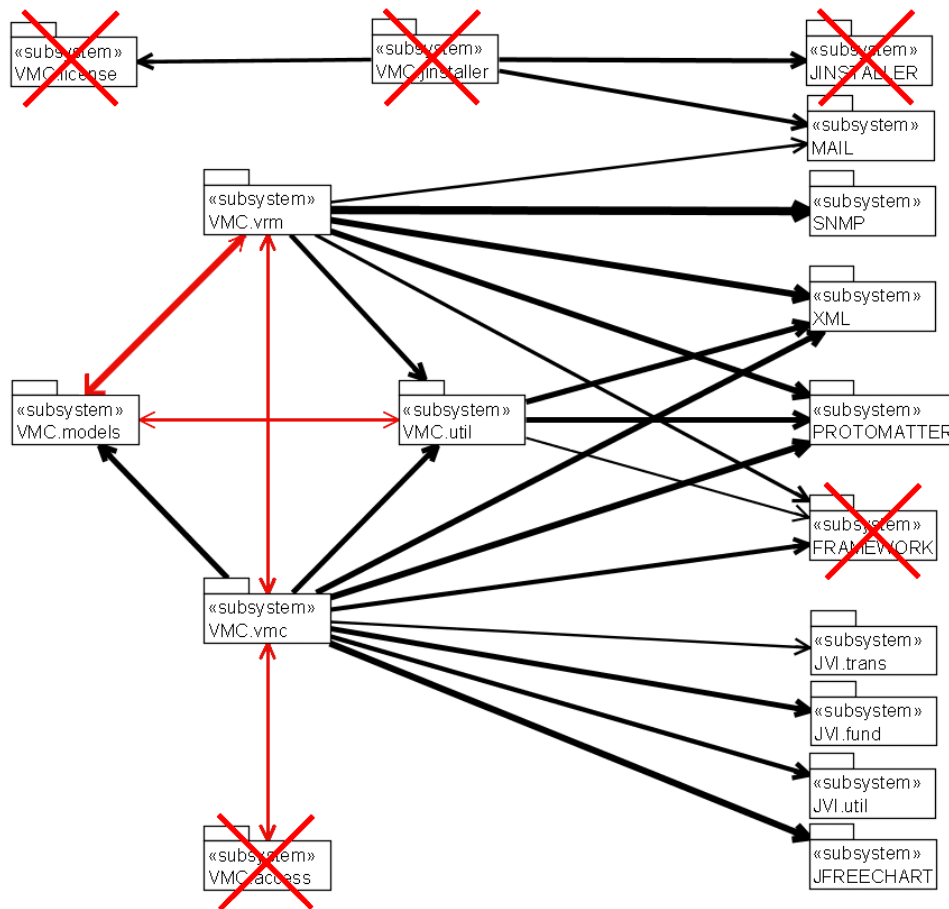 «subsystem»
VMC.license
«subsystem»
VMC.jinstaller
«subsystem»
JINSTALLER
«subsystem»
MAIL
«subsystem»
VMC.vrm
«subsystem»
SNMP
«subsystem»
XML
«subsystem»
VMC.models
«subsystem»
VMC.util
«subsystem»
PROTOMATTER
«subsystem»
FRAMEWORK
«subsystem»
VMC.vmc
«subsystem»
JVI.trans
«subsystem»
JVI.fund
«subsystem»
JVI.util
«subsystem»
VMC.access
«subsystem»
JFREECHART